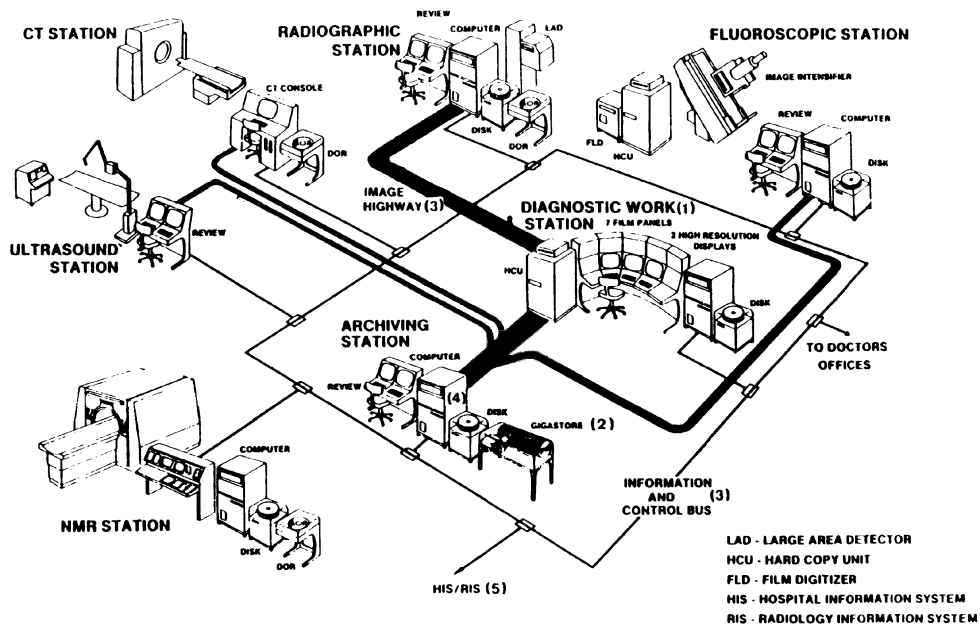 CT STATION
CT CONSOLE
DOR
RADIOGRAPHIC
STATION
REVIEW
COMPUTER
LAD
DISK
DOR
FLUOROSCOPIC STATION
IMAGE INTENSIFIER
REVIEW
COMPUTER
DISK
FLD
HCU
IMAGE
HIGHWAY (3)
ULTRASOUND
STATION
REVIEW
DIAGNOSTIC WORK (1)
STATION
7 FILM PANELS
2 HIGH RESOLUTION
DISPLAYS
HCU
DISK
TO DOCTORS
OFFICES
ARCHIVING
STATION
COMPUTER
REVIEW
(4)
DISK
GIGASTORE (2)
NMR STATION
COMPUTER
DISK
DOR
INFORMATION
AND (3)
CONTROL BUS
HIS/RIS (5)
LAD - LARGE AREA DETECTOR
HCU - HARD COPY UNIT
FLD - FILM DIGITIZER
HIS - HOSPITAL INFORMATION SYSTEM
RIS - RADIOLOGY INFORMATION SYSTEM